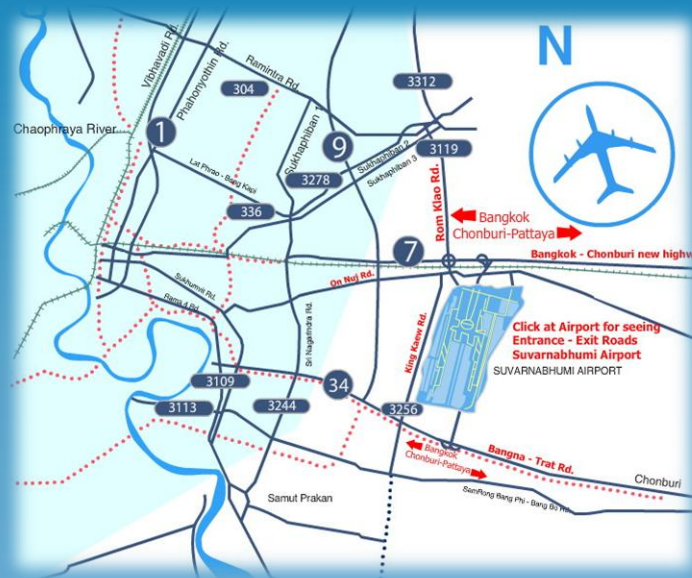 N
Vibhavadi Rd.
Phahonyothin Rd.
Ramintra Rd.
304
3312
Chaophraya River
1
9
Sukhaphiban 1
Sukhaphiban 2
Sukhaphiban 3
3119
Lat Phrao - Bang Kapi
3278
336
Rom Klao Rd.
Bangkok
Chonburi-Pattaya
7
Bangkok - Chonburi new highw
On Nuj Rd.
Sukhumvit Rd.
Rama 4 Rd.
Sri Nagarindra Rd.
King Kaew Rd.
Click at Airport for seeing
Entrance - Exit Roads
Suvarnabhumi Airport
SUVARNABHUMI AIRPORT
3109
34
3113
3244
3256
Bangkok
Chonburi-Pattaya
Bangna - Trat Rd.
Chonburi
Samut Prakan
SamRong Bang Phi - Bang Bo Rd.